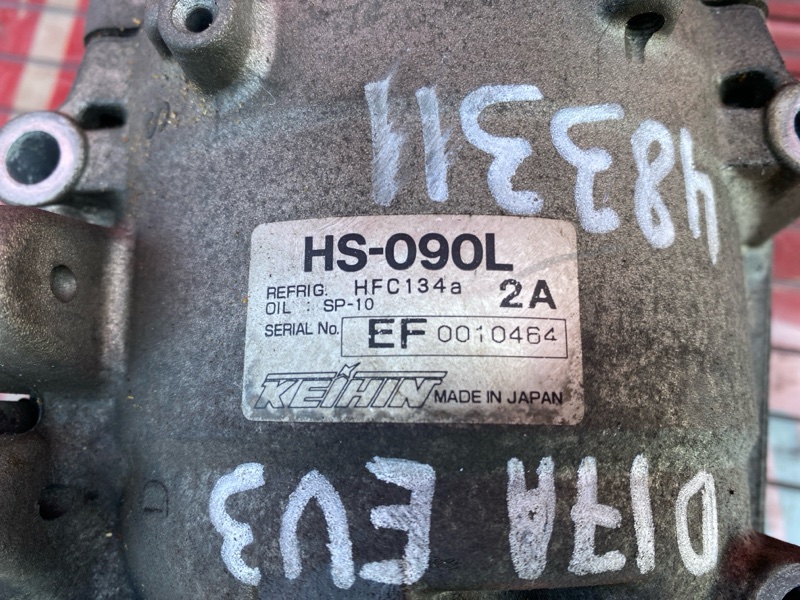 483311
HS-090L
REFRIG. HFC134a 2A
OIL : SP-10
SERIAL No. EF 0010464
KEIHIN MADE IN JAPAN
D17A EU3